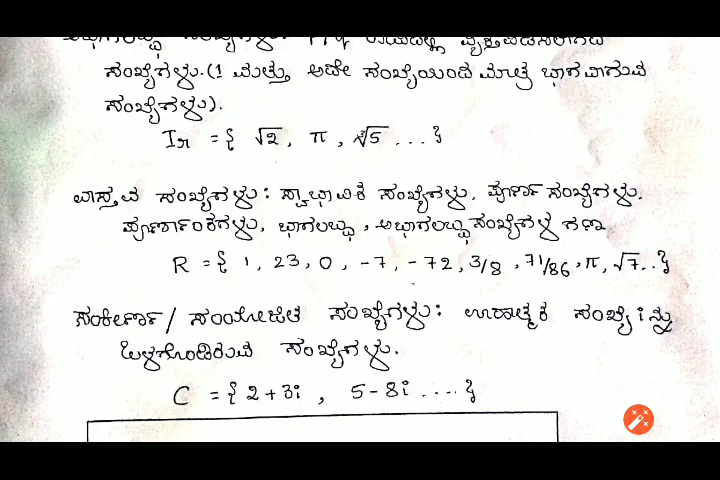 ಸಂಖ್ಯೆಗಳು: p/q ರೂಪದಲ್ಲಿ
ಸಂಖ್ಯೆಗಳು.(1 ಮತ್ತು ಅದೇ ಸಂಖ್ಯೆಯಿಂದ ಮಾತ್ರ ಭಾಗವಾಗುವ
ಸಂಖ್ಯೆಗಳು).
Ir = { √2, π, ∛5 ...}
ವಾಸ್ತವ ಸಂಖ್ಯೆಗಳು: ಸ್ವಾಭಾವಿಕ ಸಂಖ್ಯೆಗಳು, ಪೂರ್ಣ ಸಂಖ್ಯೆಗಳು,
ಪೂರ್ಣಾಂಕಗಳು, ಭಾಗಲಬ್ಧ, ಅಭಾಗಲಬ್ಧ ಸಂಖ್ಯೆಗಳ ಗಣ
R = { 1, 23, 0, -7, -72, 3/8, 71/86, π, √7..}
ಸಂಕೀರ್ಣ/ ಸಂಯೋಜಿತ ಸಂಖ್ಯೆಗಳು: ಊಹಾತ್ಮಕ ಸಂಖ್ಯೆ i ನ್ನು
ಒಳಗೊಂಡಿರುವ ಸಂಖ್ಯೆಗಳು.
C = { 2+3i, 5-8i ....}